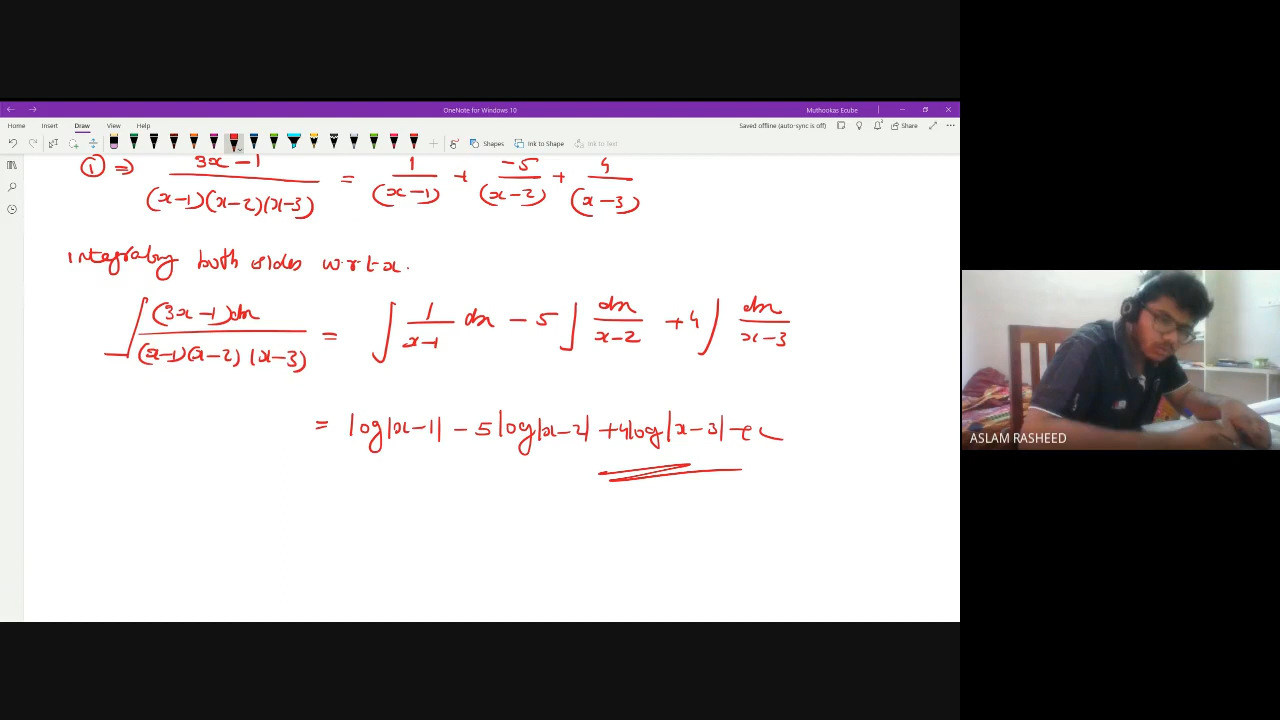 OneNote for Windows 10
Muthookas Ecube
Home Insert Draw View Help
Saved offline (auto-sync is off) Share
Shapes Ink to Shape Ink to Text
① ⇒ 3x-1 / (x-1)(x-2)(x-3) = 1/(x-1) + -5/(x-2) + 4/(x-3)
Integrating both sides w.r.t x.
∫ (3x-1)dx / (x-1)(x-2)(x-3) = ∫ 1/x-1 dx - 5 ∫ dx/x-2 + 4 ∫ dx/x-3
= log|x-1| - 5 log|x-2| + 4log|x-3| + c
ASLAM RASHEED